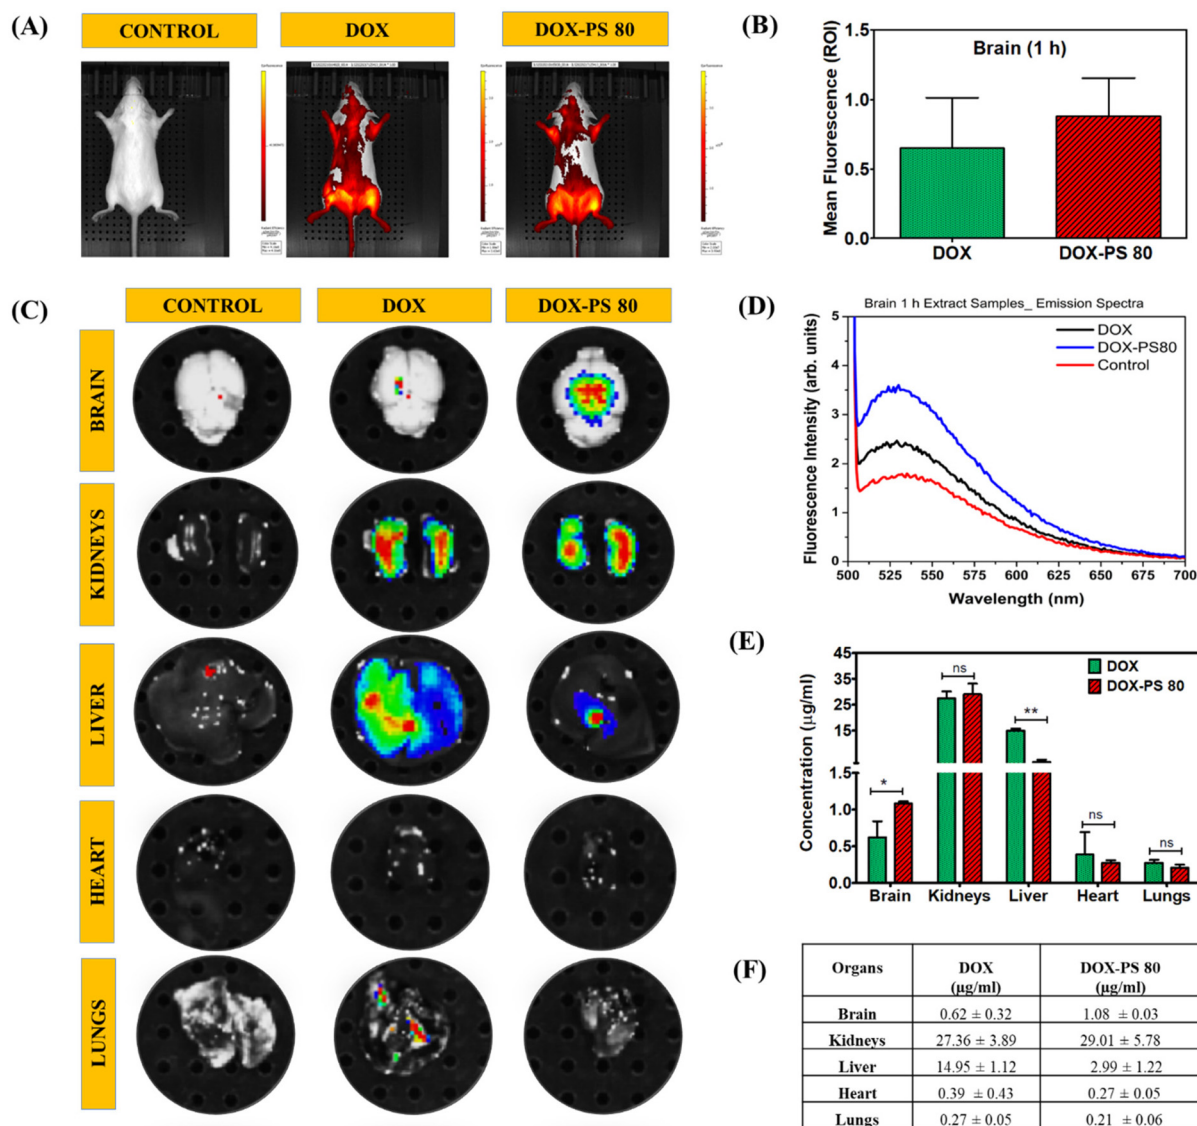 (A)
CONTROL DOX DOX-PS 80
(B)
Mean Fluorescence (ROI)
1.5
1.0
0.5
0.0
Brain (1 h)
DOX DOX-PS 80
(C)
CONTROL DOX DOX-PS 80
BRAIN
KIDNEYS
LIVER
HEART
LUNGS
(D)
Brain 1 h Extract Samples_ Emission Spectra
Fluorescence Intensity (arb. units)
5
4
3
2
1
0
DOX
DOX-PS80
Control
500 525 550 575 600 625 650 675 700
Wavelength (nm)
(E)
Concentration (µg/ml)
45
30
15
1.5
1.0
0.5
0.0
DOX
DOX-PS 80
* ns ** ns ns
Brain Kidneys Liver Heart Lungs
(F)
Organs DOX (µg/ml) DOX-PS 80 (µg/ml)
Brain 0.62 ± 0.32 1.08 ± 0.03
Kidneys 27.36 ± 3.89 29.01 ± 5.78
Liver 14.95 ± 1.12 2.99 ± 1.22
Heart 0.39 ± 0.43 0.27 ± 0.05
Lungs 0.27 ± 0.05 0.21 ± 0.06